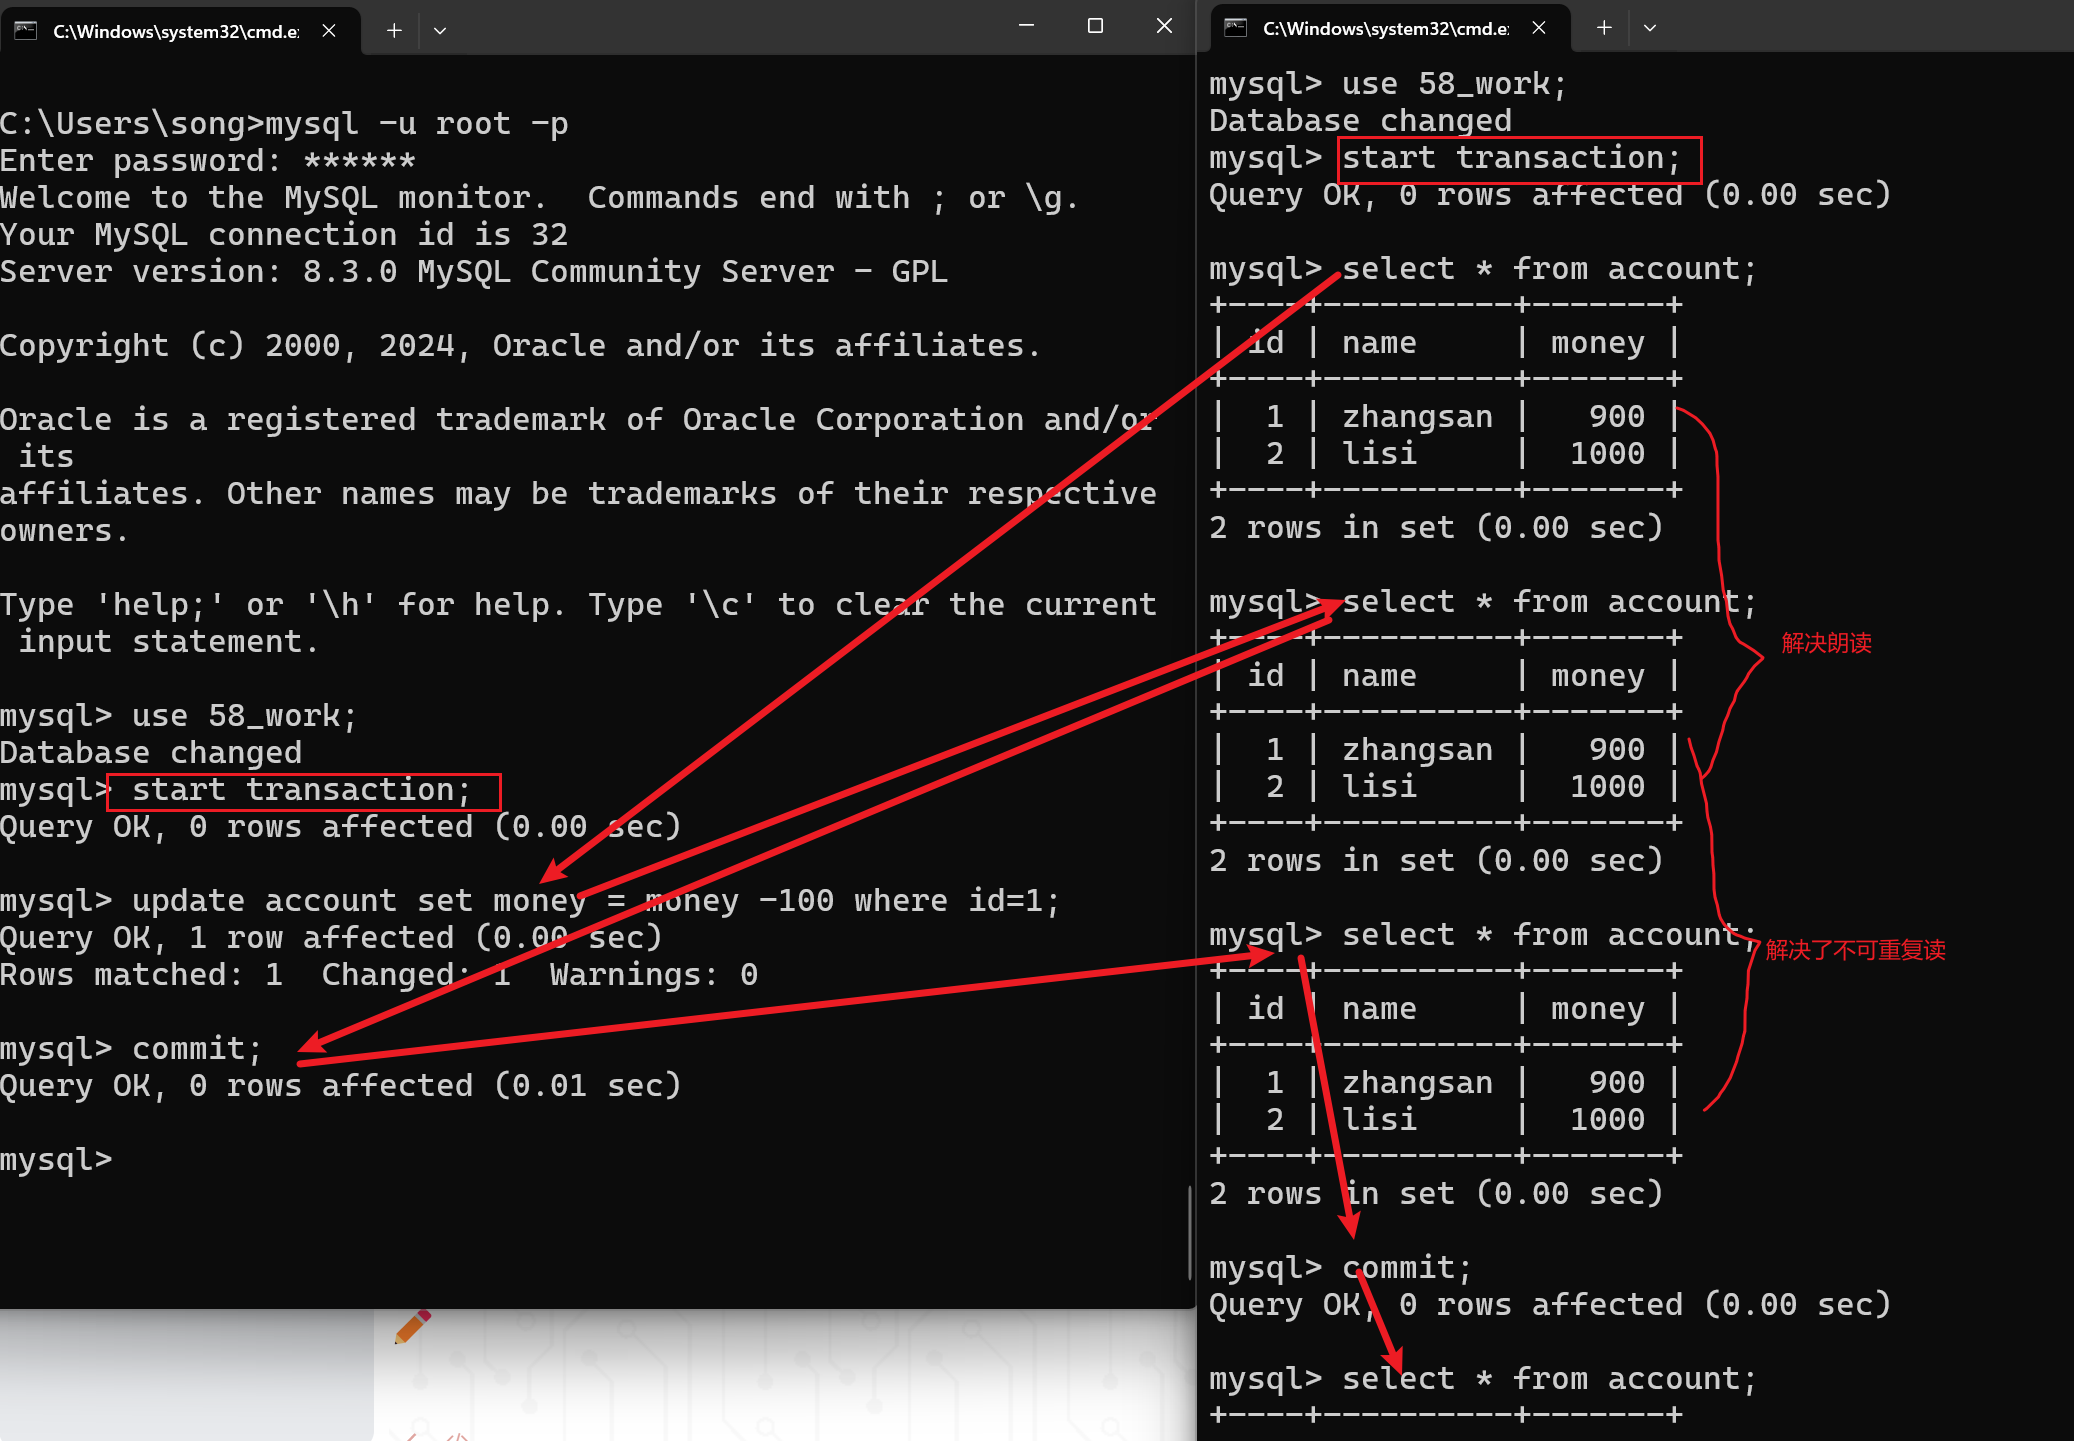 C:\Windows\system32\cmd.e:
C:\Users\song>mysql -u root -p
Enter password: ******
Welcome to the MySQL monitor.  Commands end with ; or \g.
Your MySQL connection id is 32
Server version: 8.3.0 MySQL Community Server - GPL
Copyright (c) 2000, 2024, Oracle and/or its affiliates.
Oracle is a registered trademark of Oracle Corporation and/or
its
affiliates. Other names may be trademarks of their respective
owners.
Type 'help;' or '\h' for help. Type '\c' to clear the current
input statement.
mysql> use 58_work;
Database changed
mysql> start transaction;
Query OK, 0 rows affected (0.00 sec)
mysql> update account set money = money -100 where id=1;
Query OK, 1 row affected (0.00 sec)
Rows matched: 1  Changed: 1  Warnings: 0
mysql> commit;
Query OK, 0 rows affected (0.01 sec)
mysql>
C:\Windows\system32\cmd.e:
mysql> use 58_work;
Database changed
mysql> start transaction;
Query OK, 0 rows affected (0.00 sec)
mysql> select * from account;
+----+----------+-------+
| id | name     | money |
+----+----------+-------+
|  1 | zhangsan |   900 |
|  2 | lisi     |  1000 |
+----+----------+-------+
2 rows in set (0.00 sec)
mysql> select * from account;
+----+----------+-------+
| id | name     | money |
+----+----------+-------+
|  1 | zhangsan |   900 |
|  2 | lisi     |  1000 |
+----+----------+-------+
2 rows in set (0.00 sec)
mysql> select * from account;
+----+----------+-------+
| id | name     | money |
+----+----------+-------+
|  1 | zhangsan |   900 |
|  2 | lisi     |  1000 |
+----+----------+-------+
2 rows in set (0.00 sec)
mysql> commit;
Query OK, 0 rows affected (0.00 sec)
mysql> select * from account;
+----+----------+-------+
解决朗读
解决了不可重复读